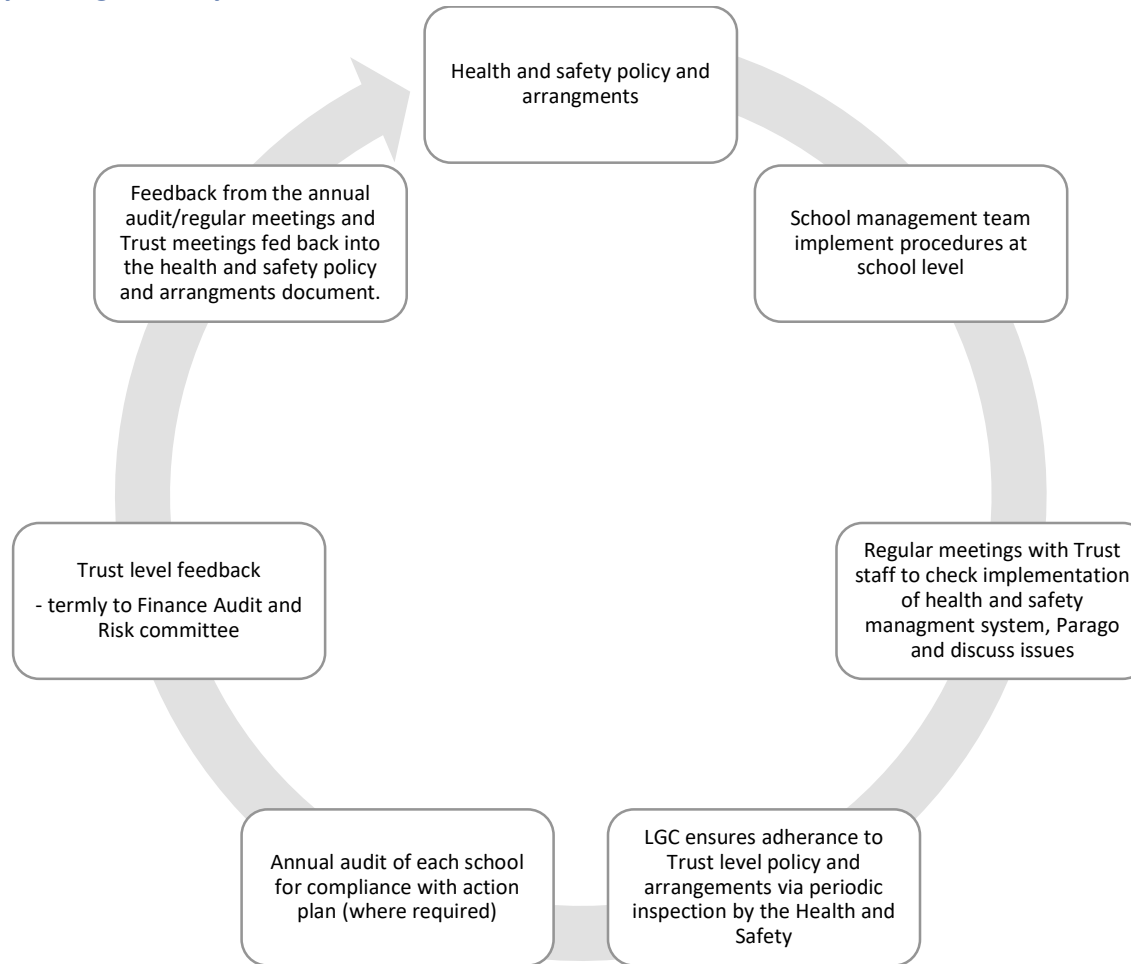 Health and safety policy and
arrangments
School management team
implement procedures at
school level
Regular meetings with Trust
staff to check implementation
of health and safety
managment system, Parago
and discuss issues
LGC ensures adherance to
Trust level policy and
arrangements via periodic
inspection by the Health and
Safety
Annual audit of each school
for compliance with action
plan (where required)
Trust level feedback
- termly to Finance Audit and
Risk committee
Feedback from the annual
audit/regular meetings and
Trust meetings fed back into
the health and safety policy
and arrangments document.